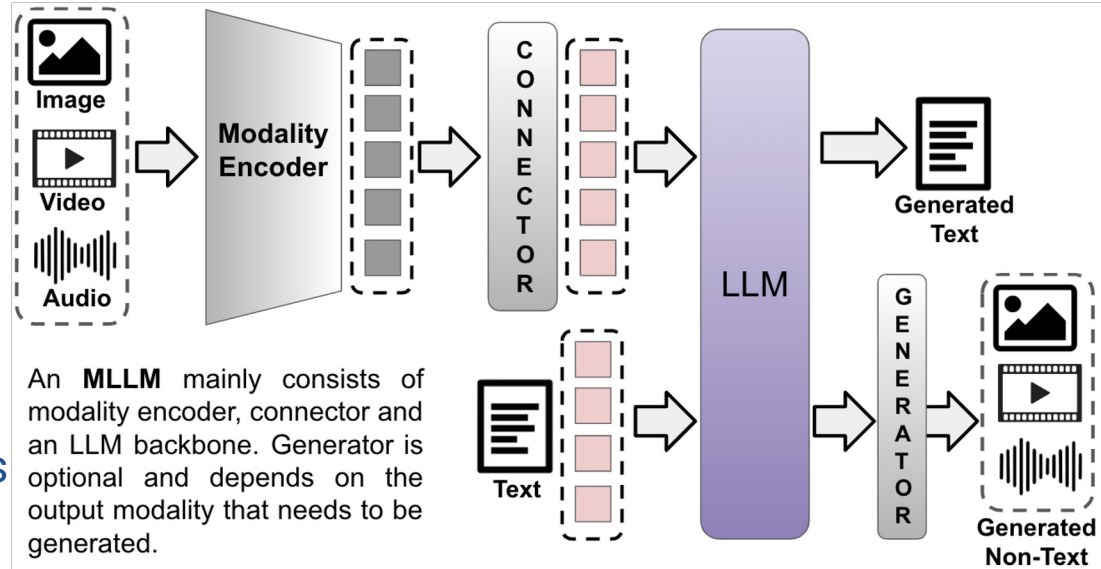 Image
Video
Audio
Modality
Encoder
CONNECTOR
LLM
Generated
Text
Text
GENERATOR
Generated
Non-Text
An MLLM mainly consists of
modality encoder, connector and
an LLM backbone. Generator is
optional and depends on the
output modality that needs to be
generated.
s